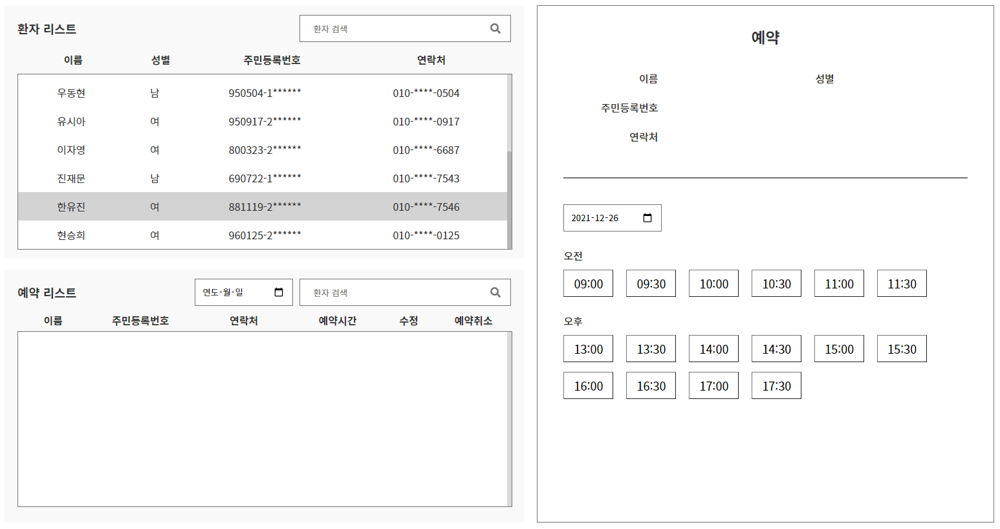 환자 리스트
환자 검색
이름 성별 주민등록번호 연락처
우동현 남 950504-1****** 010-****-0504
유시아 여 950917-2****** 010-****-0917
이자영 여 800323-2****** 010-****-6687
진재문 남 690722-1****** 010-****-7543
한유진 여 881119-2****** 010-****-7546
현승희 여 960125-2****** 010-****-0125
예약 리스트
연도-월-일
환자 검색
이름 주민등록번호 연락처 예약시간 수정 예약취소
예약
이름 성별
주민등록번호
연락처
2021-12-26
오전
09:00 09:30 10:00 10:30 11:00 11:30
오후
13:00 13:30 14:00 14:30 15:00 15:30
16:00 16:30 17:00 17:30